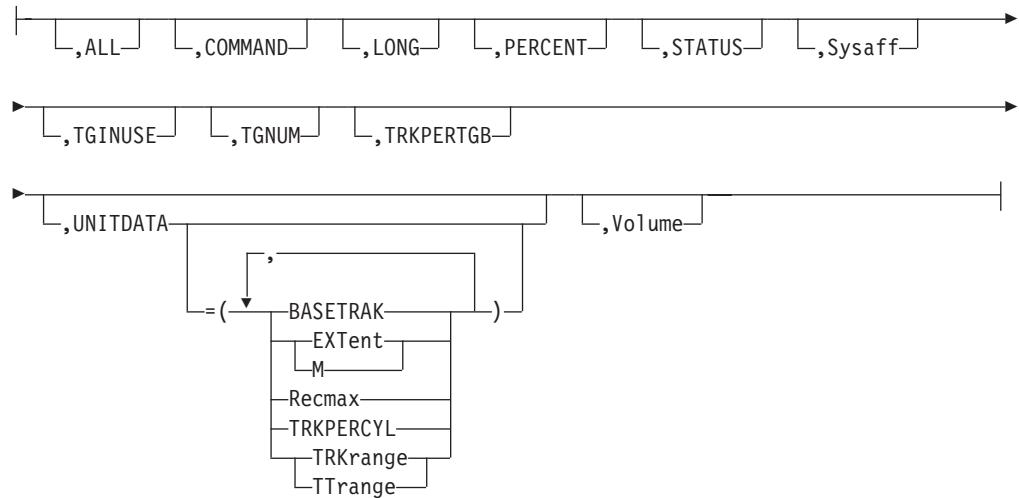 ,ALL ,COMMAND ,LONG ,PERCENT ,STATUS ,Sysaff
,TGINUSE ,TGNUM ,TRKPERTGB
,UNITDATA ,Volume
,
=( BASETRAK )
EXTent
M
Recmax
TRKPERCYL
TRKrange
TTrange